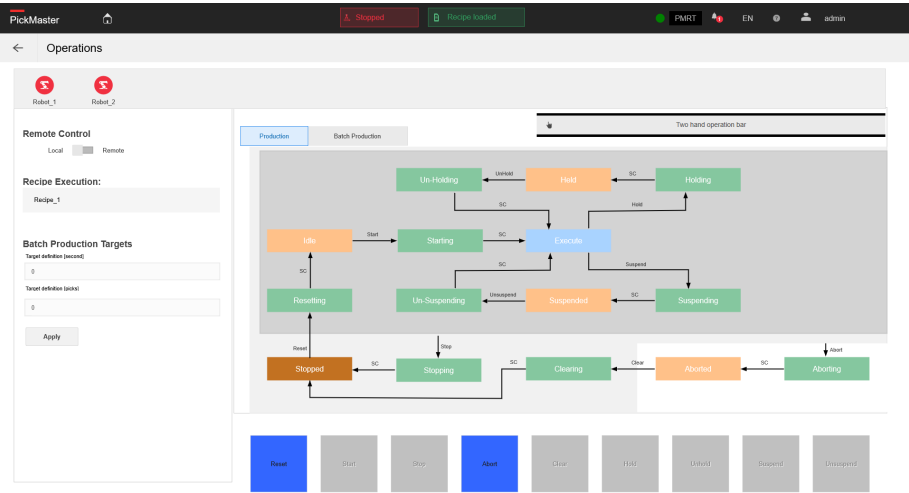 PickMaster
Stopped
Recipe loaded
PMRT
EN
admin
Operations
Robot_1
Robot_2
Remote Control
Local
Remote
Recipe Execution:
Recipe_1
Batch Production Targets
Target definition [second]
0
Target definition [picks]
0
Apply
Production
Batch Production
Two hand operation bar
Un-Holding
UnHold
Held
SC
Holding
SC
Hold
Idle
Start
Starting
SC
Execute
SC
SC
Suspend
Resetting
Un-Suspending
Unsuspend
Suspended
SC
Suspending
Reset
Stop
Abort
Stopped
SC
Stopping
SC
Clearing
Clear
Aborted
SC
Aborting
Reset
Start
Stop
Abort
Clear
Hold
Unhold
Suspend
Unsuspend